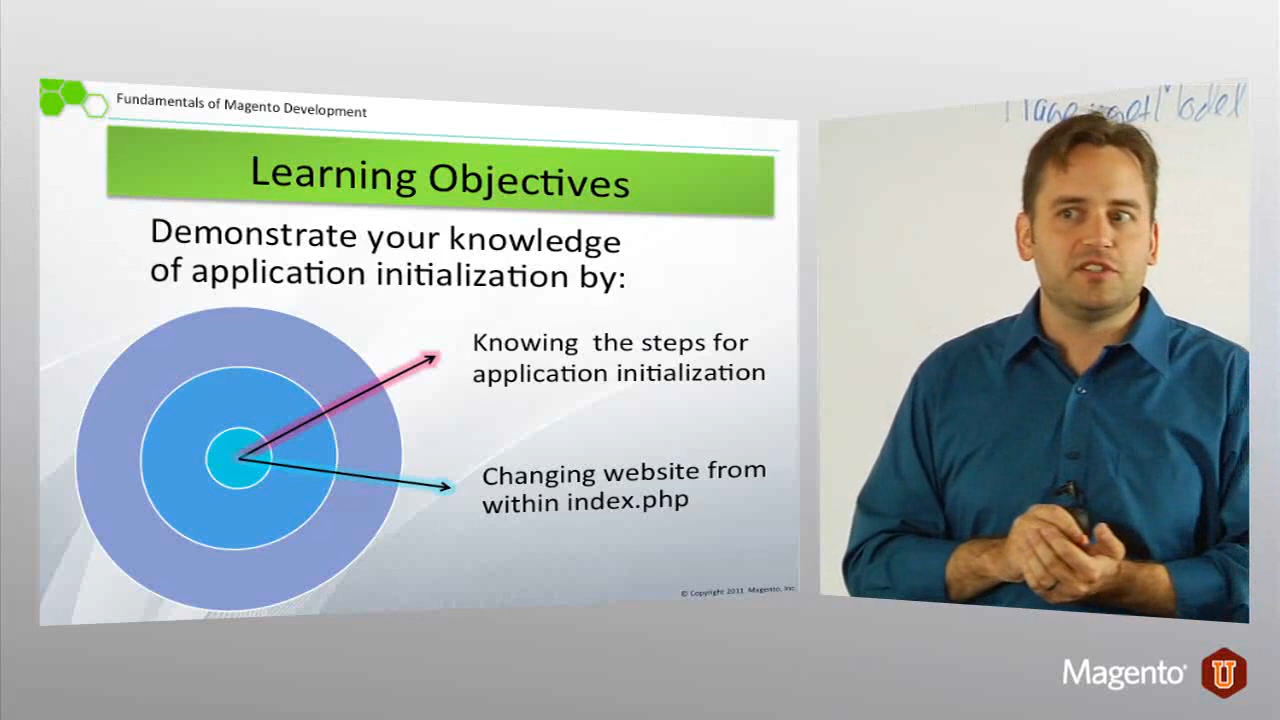 Fundamentals of Magento Development
Learning Objectives
Demonstrate your knowledge
of application initialization by:
Knowing the steps for
application initialization
Changing website from
within index.php
© Copyright 2011 Magento, Inc
Magento
U